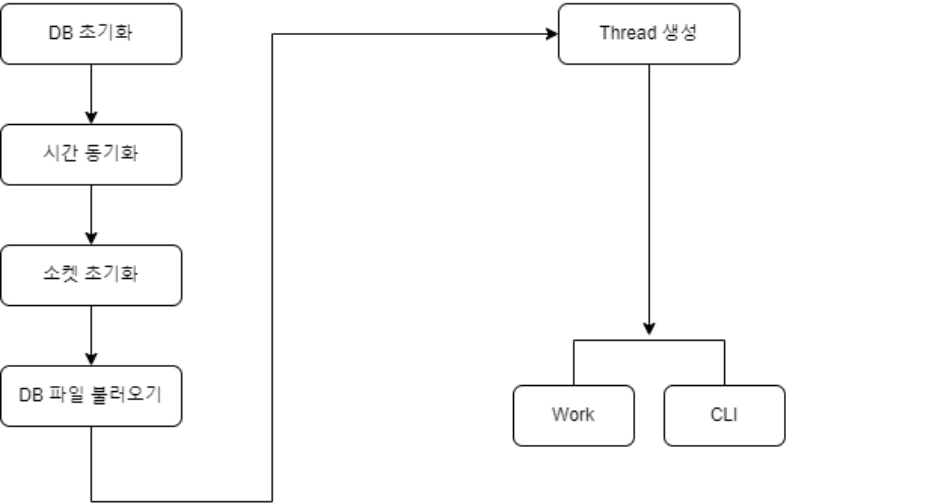 DB 초기화
시간 동기화
소켓 초기화
DB 파일 불러오기
Thread 생성
Work
CLI